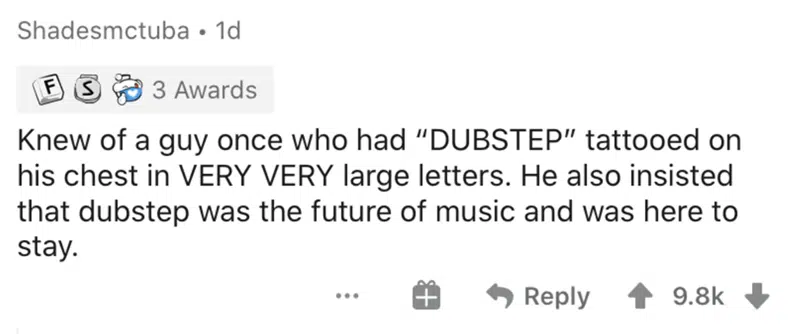 Shadesmctuba • 1d
F S 3 Awards
Knew of a guy once who had “DUBSTEP” tattooed on
his chest in VERY VERY large letters. He also insisted
that dubstep was the future of music and was here to
stay.
... Reply 9.8k